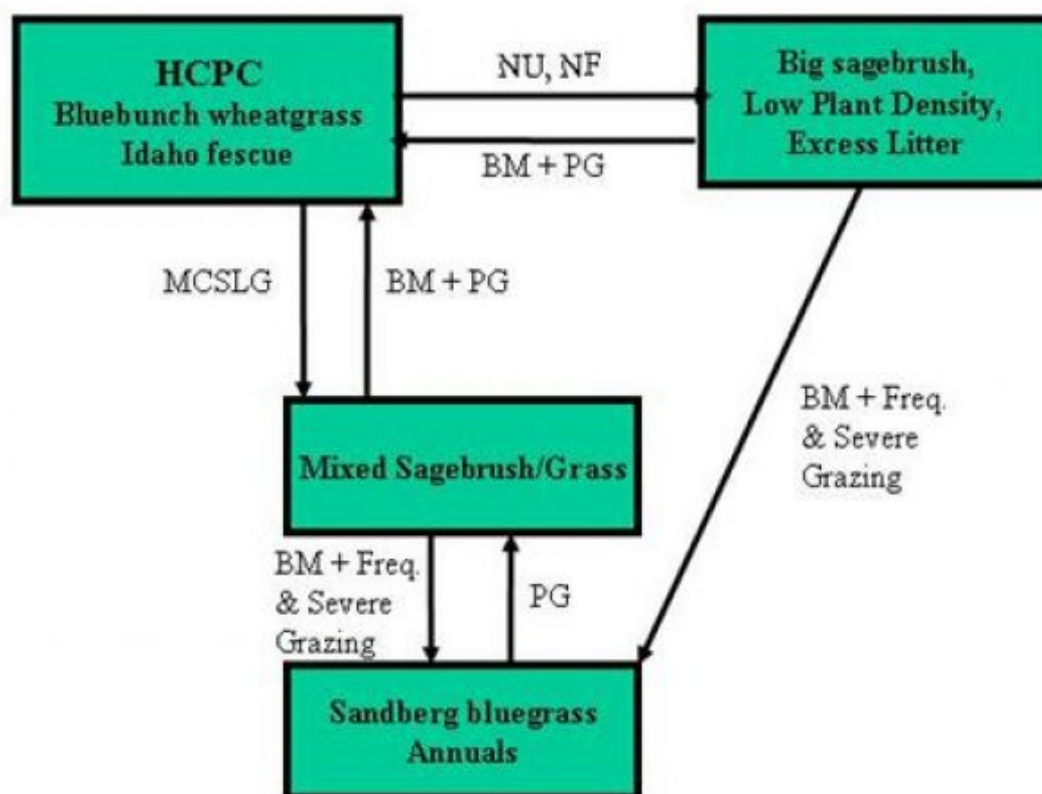 HCPC
Bluebunch wheatgrass
Idaho fescue
NU, NF
BM + PG
Big sagebrush,
Low Plant Density,
Excess Litter
MCSLG
BM + PG
BM + Freq.
& Severe
Grazing
Mixed Sagebrush/Grass
BM + Freq.
& Severe
Grazing
PG
Sandberg bluegrass
Annuals